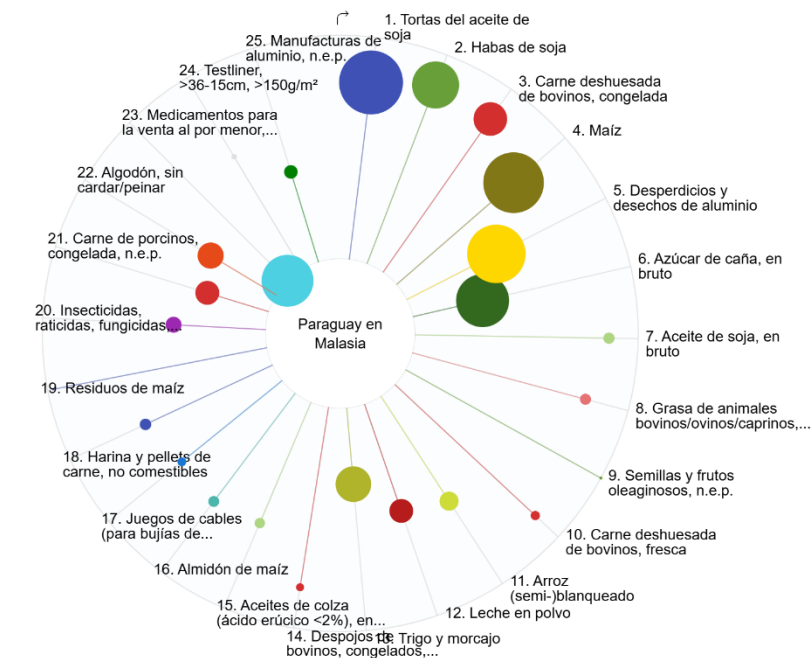 1. Tortas del aceite de
soja
2. Habas de soja
3. Carne deshuesada
de bovinos, congelada
4. Maíz
5. Desperdicios y
desechos de aluminio
6. Azúcar de caña, en
bruto
7. Aceite de soja, en
bruto
8. Grasa de animales
bovinos/ovinos/caprinos,...
9. Semillas y frutos
oleaginosos, n.e.p.
10. Carne deshuesada
de bovinos, fresca
11. Arroz
(semi-)blanqueado
12. Leche en polvo
13. Trigo y morcajo
14. Despojos de
bovinos, congelados,...
15. Aceites de colza
(ácido erúcico <2%), en...
16. Almidón de maíz
17. Juegos de cables
(para bujías de...
18. Harina y pellets de
carne, no comestibles
19. Residuos de maíz
20. Insecticidas,
raticidas, fungicidas,...
21. Carne de porcinos,
congelada, n.e.p.
22. Algodón, sin
cardar/peinar
23. Medicamentos para
la venta al por menor,...
24. Testliner,
>36-15cm, >150g/m²
25. Manufacturas de
aluminio, n.e.p.
Paraguay en
Malasia